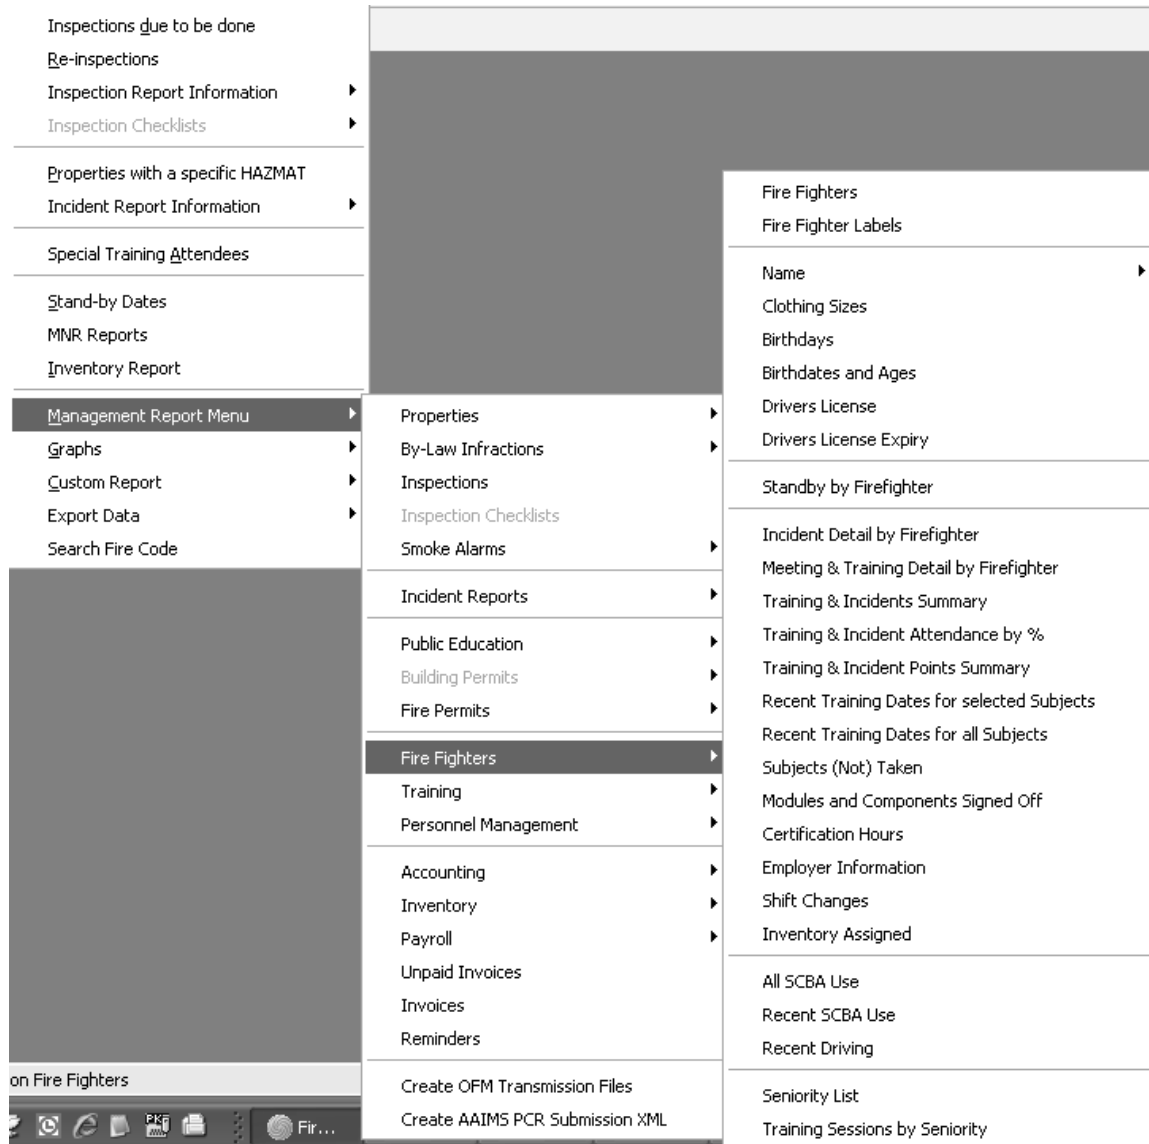 Inspections due to be done
Re-inspections
Inspection Report Information
Inspection Checklists
Properties with a specific HAZMAT
Incident Report Information
Special Training Attendees
Stand-by Dates
MNR Reports
Inventory Report
Management Report Menu
Graphs
Custom Report
Export Data
Search Fire Code
Properties
By-Law Infractions
Inspections
Inspection Checklists
Smoke Alarms
Incident Reports
Public Education
Building Permits
Fire Permits
Fire Fighters
Training
Personnel Management
Accounting
Inventory
Payroll
Unpaid Invoices
Invoices
Reminders
Create OFM Transmission Files
Create AAIMS PCR Submission XML
Fire Fighters
Fire Fighter Labels
Name
Clothing Sizes
Birthdays
Birthdates and Ages
Drivers License
Drivers License Expiry
Standby by Firefighter
Incident Detail by Firefighter
Meeting & Training Detail by Firefighter
Training & Incidents Summary
Training & Incident Attendance by %
Training & Incident Points Summary
Recent Training Dates for selected Subjects
Recent Training Dates for all Subjects
Subjects (Not) Taken
Modules and Components Signed Off
Certification Hours
Employer Information
Shift Changes
Inventory Assigned
All SCBA Use
Recent SCBA Use
Recent Driving
Seniority List
Training Sessions by Seniority
on Fire Fighters
Fir...